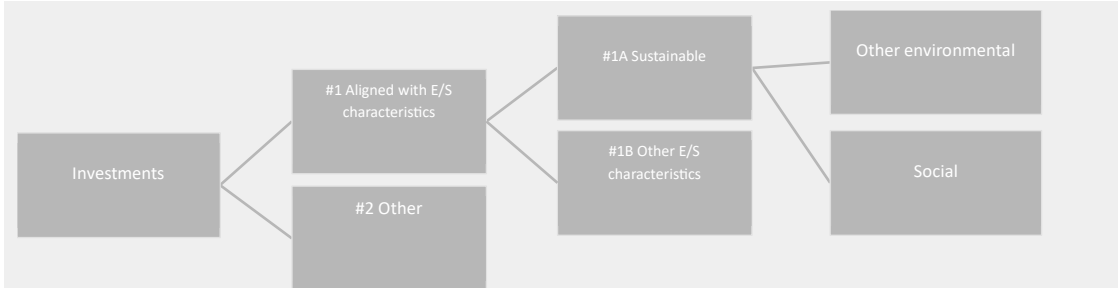 Investments
#1 Aligned with E/S
characteristics
#2 Other
#1A Sustainable
#1B Other E/S
characteristics
Other environmental
Social